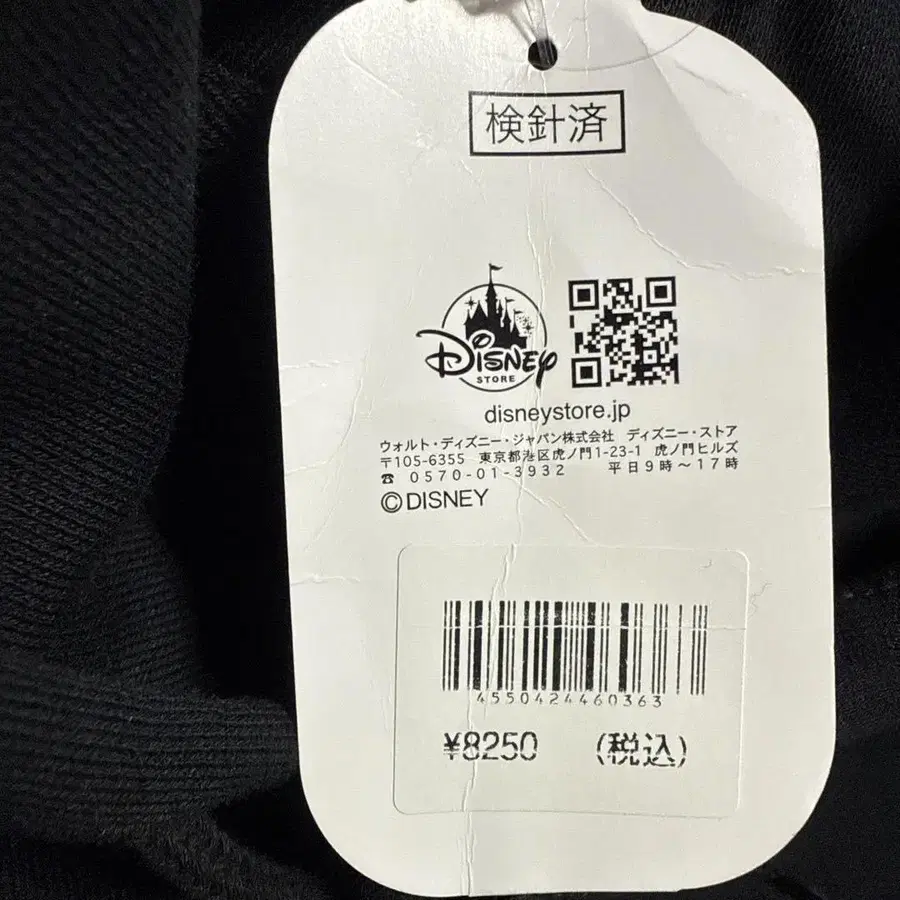 検針済
Disney
STORE
disneystore.jp
ウォルト・ディズニー・ジャパン株式会社 ディズニー・ストア
〒105-6355 東京都港区虎ノ門1-23-1 虎ノ門ヒルズ
☎ 0570-01-3932 平日9時～17時
©DISNEY
4550424460363
¥8250 (税込)